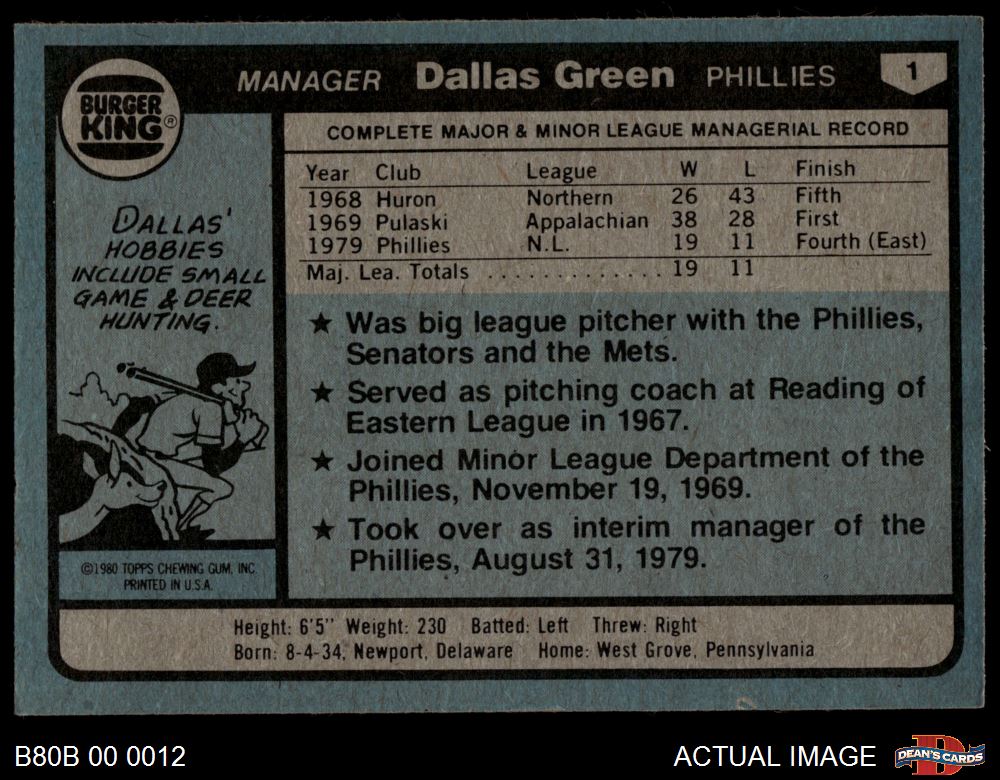 BURGER
KING®
MANAGER Dallas Green PHILLIES
1
COMPLETE MAJOR & MINOR LEAGUE MANAGERIAL RECORD
Year Club League W L Finish
1968 Huron Northern 26 43 Fifth
1969 Pulaski Appalachian 38 28 First
1979 Phillies N.L. 19 11 Fourth (East)
Maj. Lea. Totals . . . . . . . . . . . . . . 19 11
DALLAS'
HOBBIES
INCLUDE SMALL
GAME & DEER
HUNTING.
★ Was big league pitcher with the Phillies,
Senators and the Mets.
★ Served as pitching coach at Reading of
Eastern League in 1967.
★ Joined Minor League Department of the
Phillies, November 19, 1969.
★ Took over as interim manager of the
Phillies, August 31, 1979.
©1980 TOPPS CHEWING GUM, INC.
PRINTED IN U.S.A.
Height: 6'5" Weight: 230 Batted: Left Threw: Right
Born: 8-4-34, Newport, Delaware Home: West Grove, Pennsylvania
B80B 00 0012
ACTUAL IMAGE
D
DEAN'S CARDS